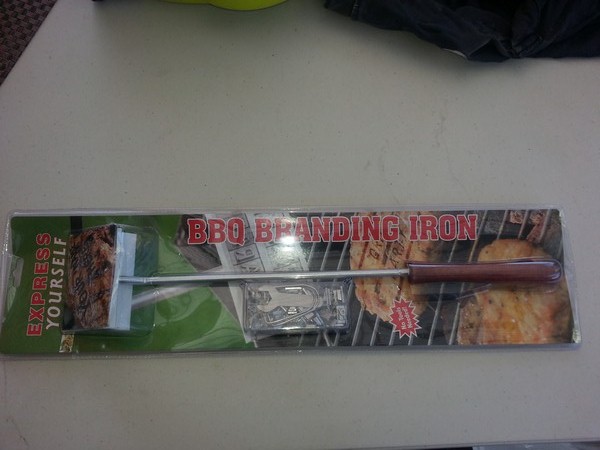 BBQ BRANDING IRON
EXPRESS
YOURSELF